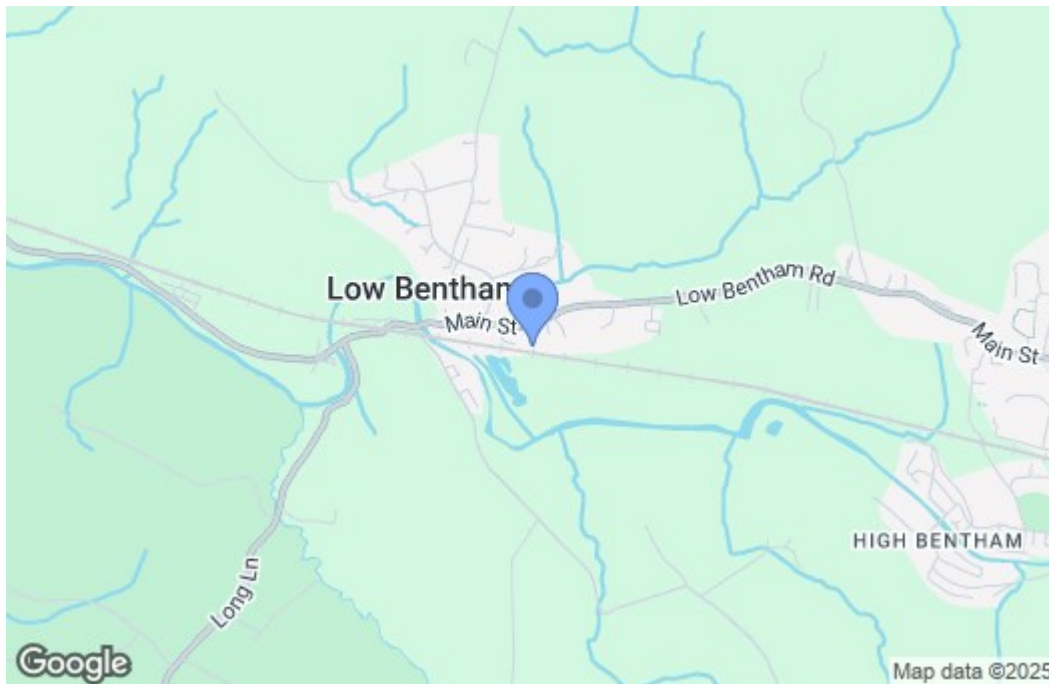 Low Bentham
Main St
Low Bentham Rd
Main St
HIGH BENTHAM
Long Ln
Google
Map data ©2025